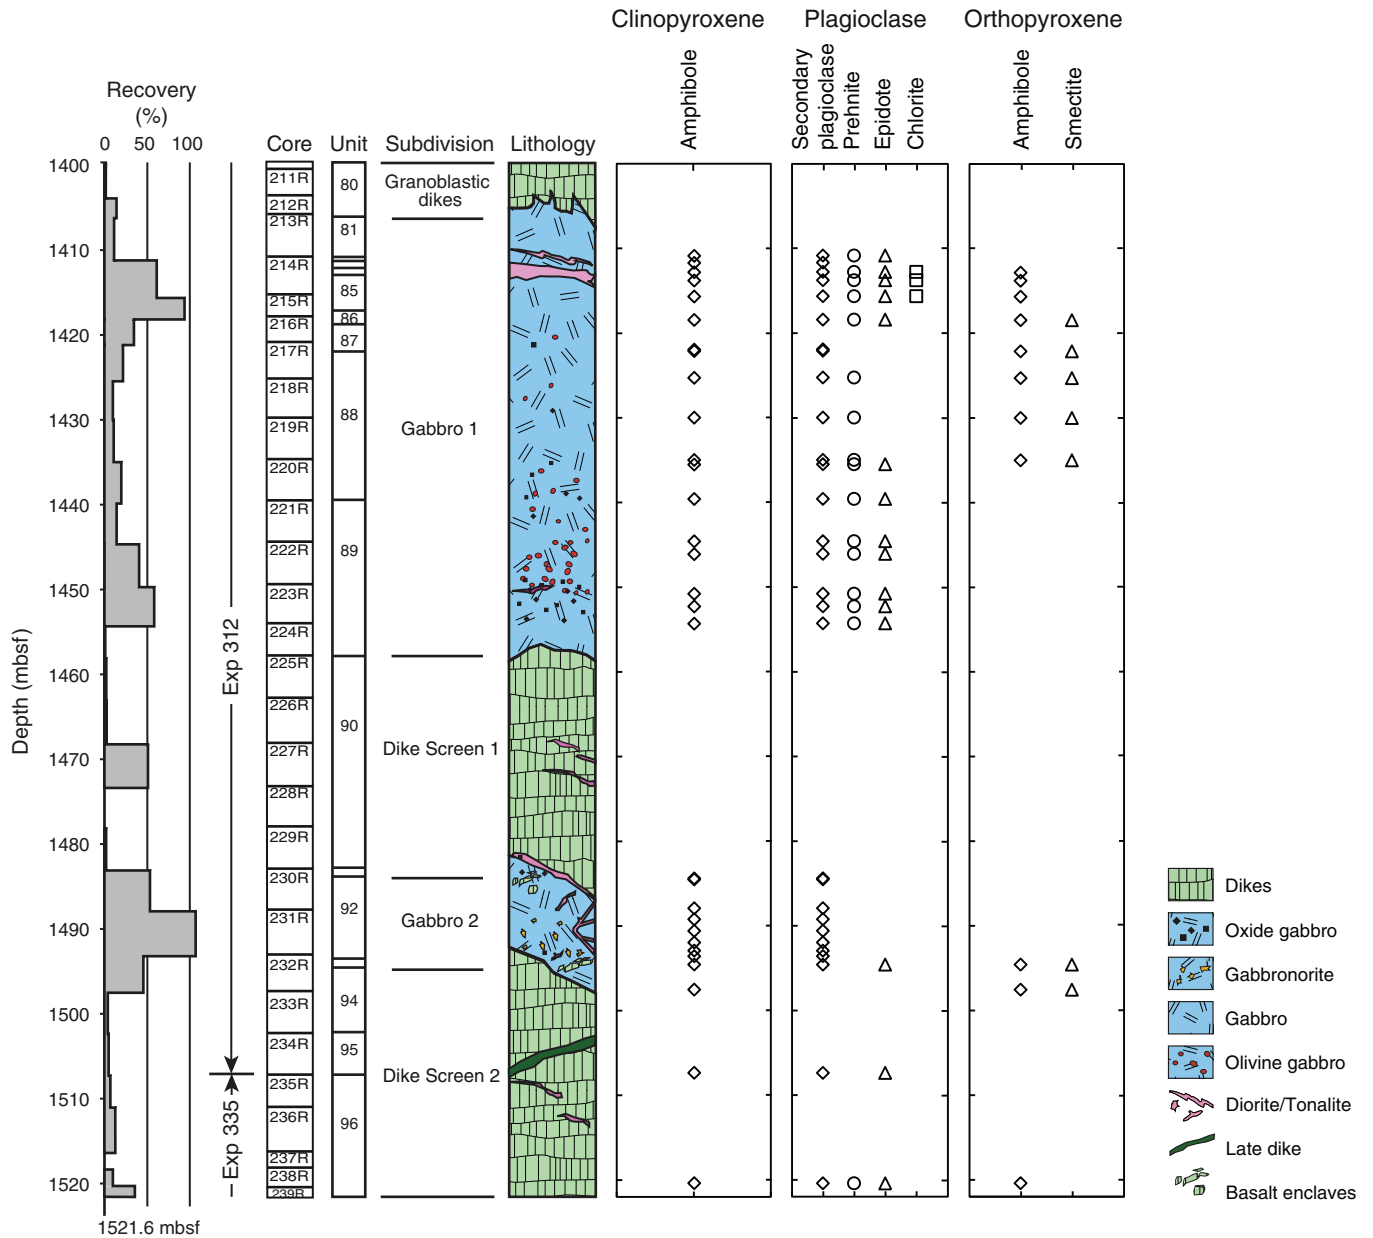 Clinopyroxene
Plagioclase
Orthopyroxene
Amphibole
Secondary
plagioclase
Prehnite
Epidote
Chlorite
Amphibole
Smectite
Recovery
(%)
0 50 100
Core
Unit
Subdivision
Lithology
Depth (mbsf)
1400
1410
1420
1430
1440
1450
1460
1470
1480
1490
1500
1510
1520
1521.6 mbsf
Exp 312
Exp 335
211R
212R
213R
214R
215R
216R
217R
218R
219R
220R
221R
222R
223R
224R
225R
226R
227R
228R
229R
230R
231R
232R
233R
234R
235R
236R
237R
238R
239R
80
81
85
86
87
88
89
90
92
94
95
96
Granoblastic
dikes
Gabbro 1
Dike Screen 1
Gabbro 2
Dike Screen 2
Dikes
Oxide gabbro
Gabbronorite
Gabbro
Olivine gabbro
Diorite/Tonalite
Late dike
Basalt enclaves